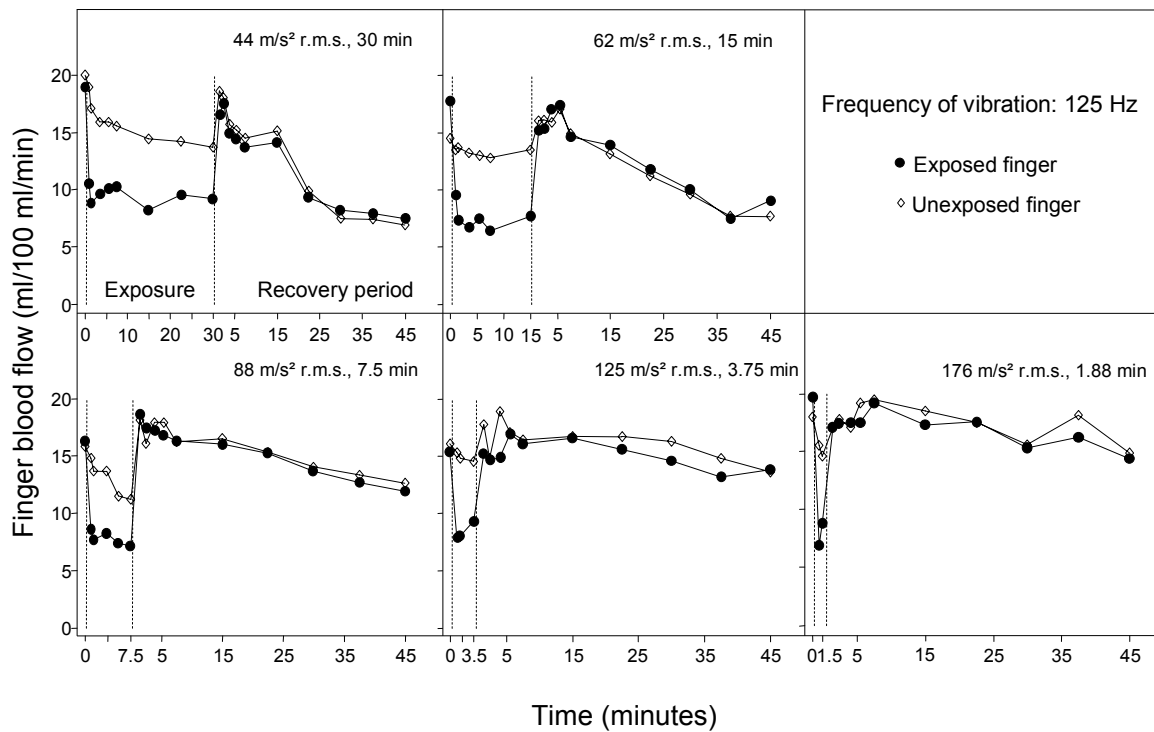 44 m/s² r.m.s., 30 min
62 m/s² r.m.s., 15 min
Frequency of vibration: 125 Hz
Exposed finger
Unexposed finger
20
15
10
5
0
Exposure
Recovery period
0 10 20 30 5 15 25 35 45
0 5 10 15 5 15 25 35 45
88 m/s² r.m.s., 7.5 min
125 m/s² r.m.s., 3.75 min
176 m/s² r.m.s., 1.88 min
20
15
10
5
0
0 7.5 5 15 25 35 45
0 3.5 5 15 25 35 45
0 1.5 5 15 25 35 45
Finger blood flow (ml/100 ml/min)
Time (minutes)